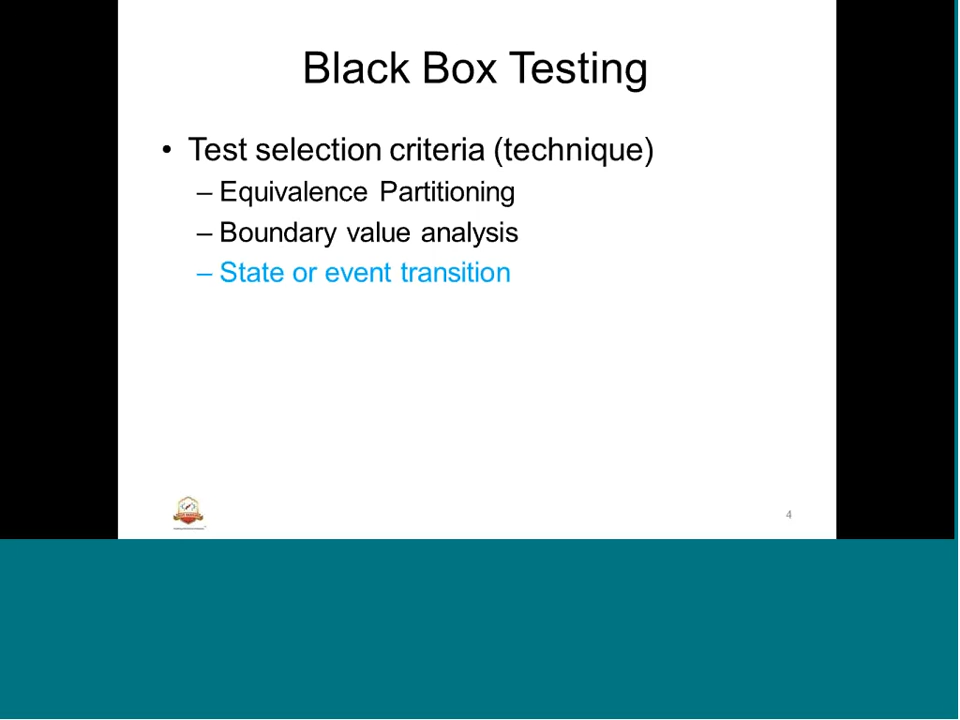 Black Box Testing
• Test selection criteria (technique)
– Equivalence Partitioning
– Boundary value analysis
– State or event transition
4